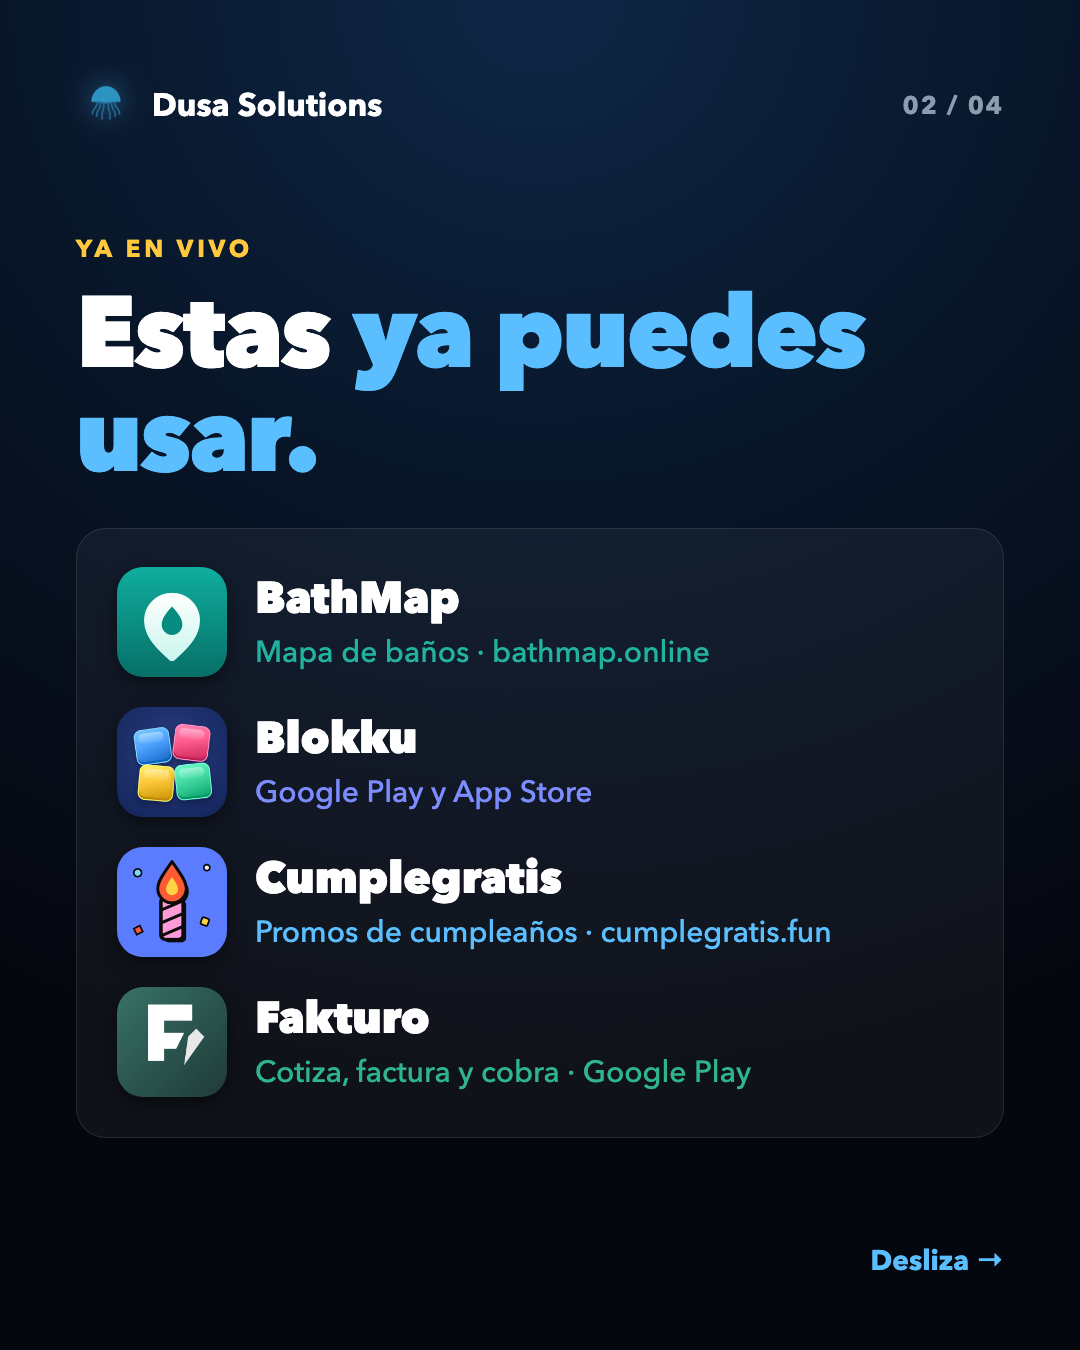 Dusa Solutions
02 / 04
YA EN VIVO
Estas ya puedes
usar.
BathMap
Mapa de baños · bathmap.online
Blokku
Google Play y App Store
Cumplegratis
Promos de cumpleaños · cumplegratis.fun
Fakturo
Cotiza, factura y cobra · Google Play
Desliza →